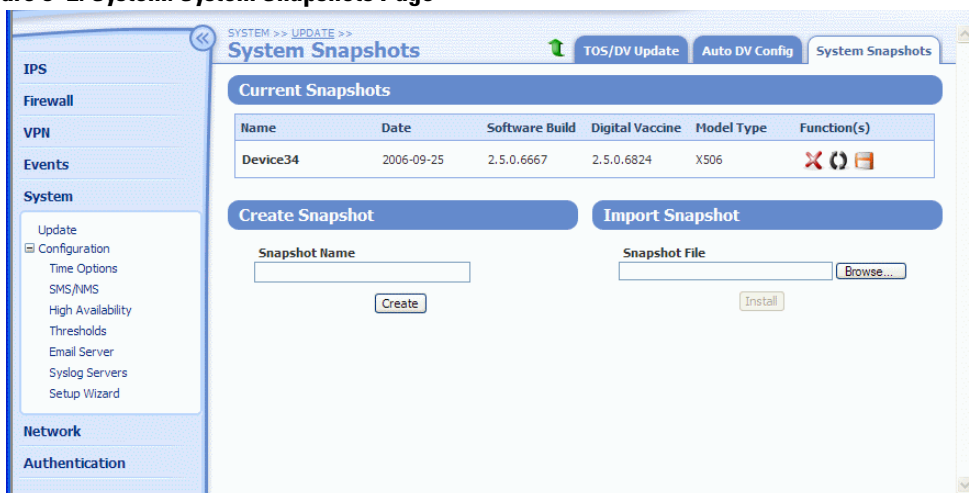 SYSTEM >> UPDATE >>
System Snapshots
TOS/DV Update
Auto DV Config
System Snapshots
IPS
Firewall
VPN
Events
System
Update
Configuration
Time Options
SMS/NMS
High Availability
Thresholds
Email Server
Syslog Servers
Setup Wizard
Network
Authentication
Current Snapshots
Name Date Software Build Digital Vaccine Model Type Function(s)
Device34 2006-09-25 2.5.0.6667 2.5.0.6824 X506
Create Snapshot
Snapshot Name
Create
Import Snapshot
Snapshot File
Browse...
Install